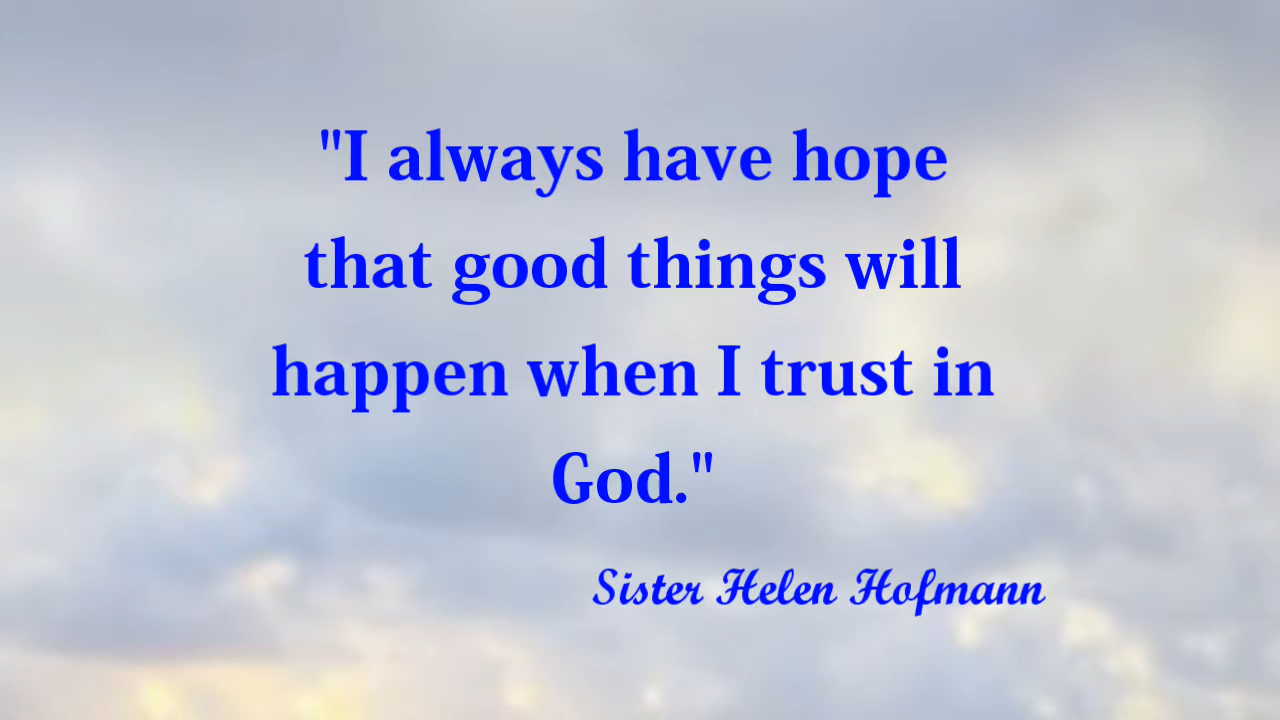 "I always have hope
that good things will
happen when I trust in
God."
Sister Helen Hofmann